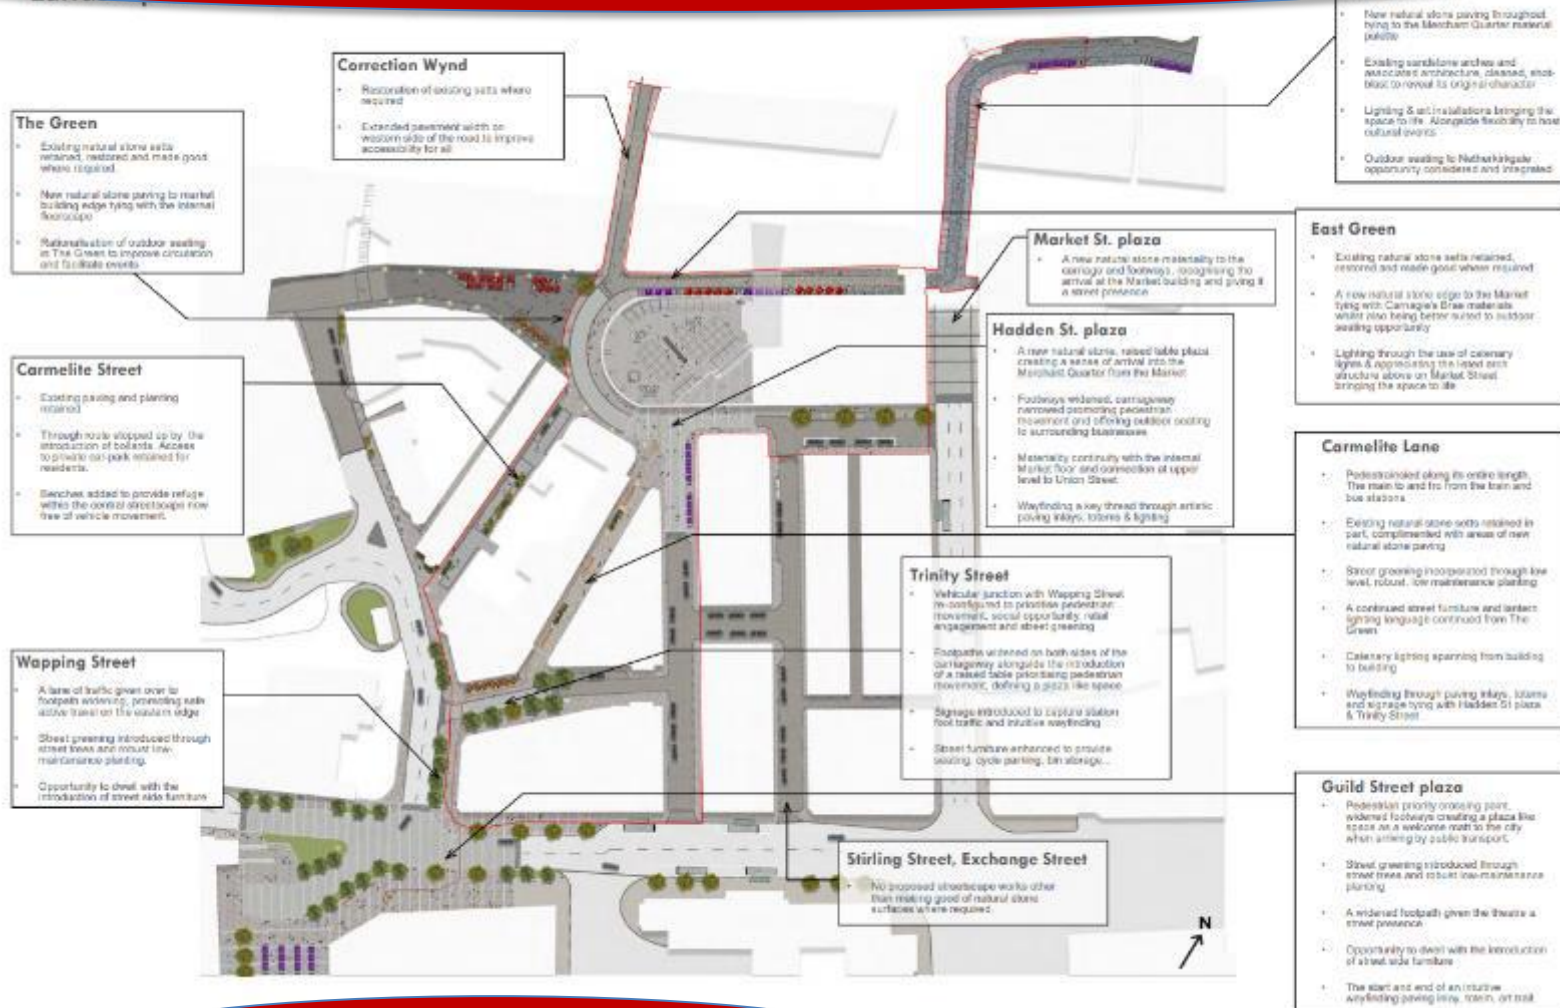 Correction Wynd
• Restoration of existing setts where
required
• Extended pavement width on
western side of the road to improve
accessibility for all
The Green
• Existing natural stone setts
retained, restored and made good
where required
• New natural stone paving to market
building edge tying with the internal
floorscape
• Rationalisation of outdoor seating
in The Green to improve circulation
and facilitate events
Carmelite Street
• Existing paving and planting
retained
• Through route stopped up by the
introduction of bollards. Access
to private car-park retained for
residents.
• Benches added to provide refuge
within the central streetscape now
free of vehicle movement.
Wapping Street
• A lane of traffic given over to
footpath widening, promoting safe
active travel on the eastern edge
• Street greening introduced through
street trees and robust low-
maintenance planting.
• Opportunity to dwell with the
introduction of street side furniture
• New natural stone paving throughout
tying to the Merchant Quarter material
palette
• Existing sandstone arches and
associated architecture, cleaned, shot-
blast to reveal its original character
• Lighting & art installations bringing the
space to life. Alongside flexibility to host
cultural events
• Outdoor seating to Netherkirkgate
opportunity considered and integrated
East Green
• Existing natural stone setts retained,
restored and made good where required
• A new natural stone edge to the Market
tying with Carnegie's Brae materials
whilst also being better suited to outdoor
seating opportunity
• Lighting through the use of catenary
lights & appreciating the listed arch
structure above on Market Street
bringing the space to life
Market St. plaza
• A new natural stone materiality to the
carriage and footways, recognising the
arrival at the Market building and giving it
a street presence
Hadden St. plaza
• A new natural stone, raised table plaza
creating a sense of arrival into the
Merchant Quarter from the Market
• Footways widened, carriageway
narrowed promoting pedestrian
movement and offering outdoor seating
to surrounding businesses
• Materiality continuity with the internal
Market floor and connection at upper
level to Union Street
• Wayfinding a key thread through artistic
paving inlays, totems & lighting
Carmelite Lane
• Pedestrianised along its entire length.
The main to and fro from the train and
bus stations
• Existing natural stone setts retained in
part, complimented with areas of new
natural stone paving
• Street greening incorporated through low
level, robust, low maintenance planting
• A continued street furniture and lantern
lighting language continued from The
Green
• Catenary lighting spanning from building
to building
• Wayfinding through paving inlays, totems
and signage tying with Hadden St plaza
& Trinity Street
Trinity Street
• Vehicular junction with Wapping Street
re-configured to prioritise pedestrian
movement, social opportunity, retail
engagement and street greening
• Footpaths widened on both sides of the
carriageway alongside the introduction
of a raised table prioritising pedestrian
movement, defining a plaza like space
• Signage introduced to capture station
foot traffic and intuitive wayfinding
• Street furniture enhanced to provide
seating, cycle parking, bin storage...
Guild Street plaza
• Pedestrian priority crossing point,
widened footways creating a plaza like
space as a welcome matt to the city
when arriving by public transport.
• Street greening introduced through
street trees and robust low-maintenance
planting
• A widened footpath given the theatre a
street presence
• Opportunity to dwell with the introduction
of street side furniture
• The start and end of an intuitive
wayfinding paving inlay, totem, art trail
Stirling Street, Exchange Street
• No proposed streetscape works other
than making good of natural stone
surfaces where required.
N